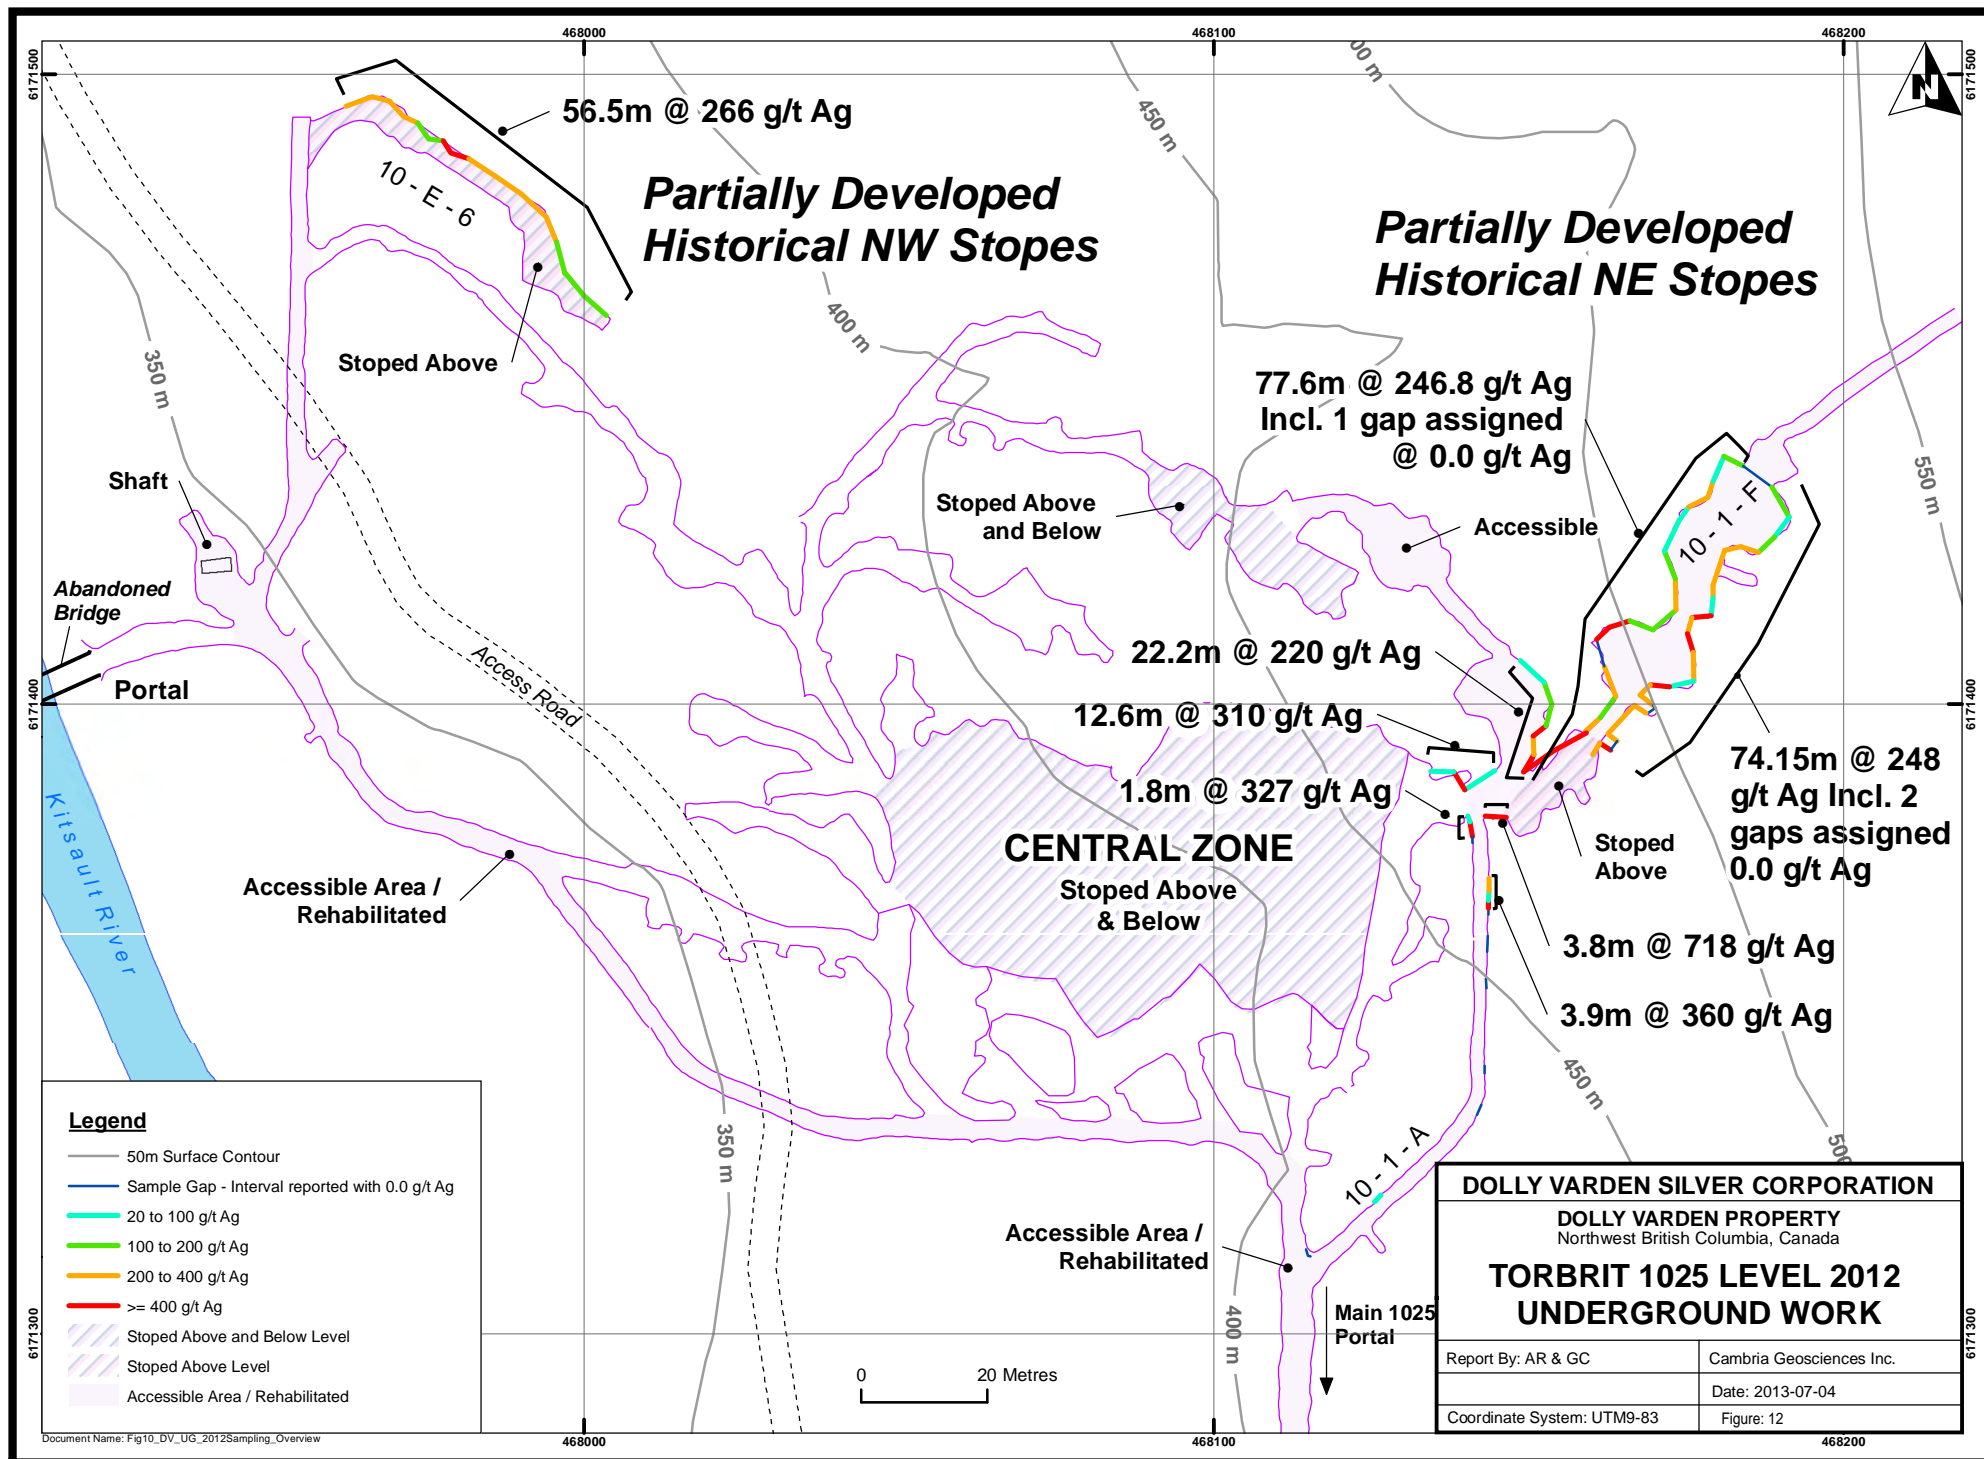 468000
468100
468200
6171500
6171500
00 m
450 m
56.5m @ 266 g/t Ag
10 - E - 6
Partially Developed
Historical NW Stopes
Partially Developed
Historical NE Stopes
400 m
350 m
Stoped Above
77.6m @ 246.8 g/t Ag
Incl. 1 gap assigned
@ 0.0 g/t Ag
550 m
Shaft
Stoped Above
and Below
Accessible
10 - 1 - F
Abandoned
Bridge
Portal
Access Road
22.2m @ 220 g/t Ag
12.6m @ 310 g/t Ag
1.8m @ 327 g/t Ag
6171400
6171400
74.15m @ 248
g/t Ag Incl. 2
gaps assigned
0.0 g/t Ag
Kitsault River
CENTRAL ZONE
Stoped Above
& Below
Stoped
Above
Accessible Area /
Rehabilitated
3.8m @ 718 g/t Ag
3.9m @ 360 g/t Ag
450 m
350 m
500
10 - 1 - A
Accessible Area /
Rehabilitated
400 m
Main 1025
Portal
0
20 Metres
Legend
50m Surface Contour
Sample Gap - Interval reported with 0.0 g/t Ag
20 to 100 g/t Ag
100 to 200 g/t Ag
200 to 400 g/t Ag
>= 400 g/t Ag
Stoped Above and Below Level
Stoped Above Level
Accessible Area / Rehabilitated
DOLLY VARDEN SILVER CORPORATION
DOLLY VARDEN PROPERTY
Northwest British Columbia, Canada
TORBRIT 1025 LEVEL 2012
UNDERGROUND WORK
Report By: AR & GC
Cambria Geosciences Inc.
Date: 2013-07-04
Coordinate System: UTM9-83
Figure: 12
6171300
6171300
Document Name: Fig10_DV_UG_2012Sampling_Overview
468000
468100
468200
N